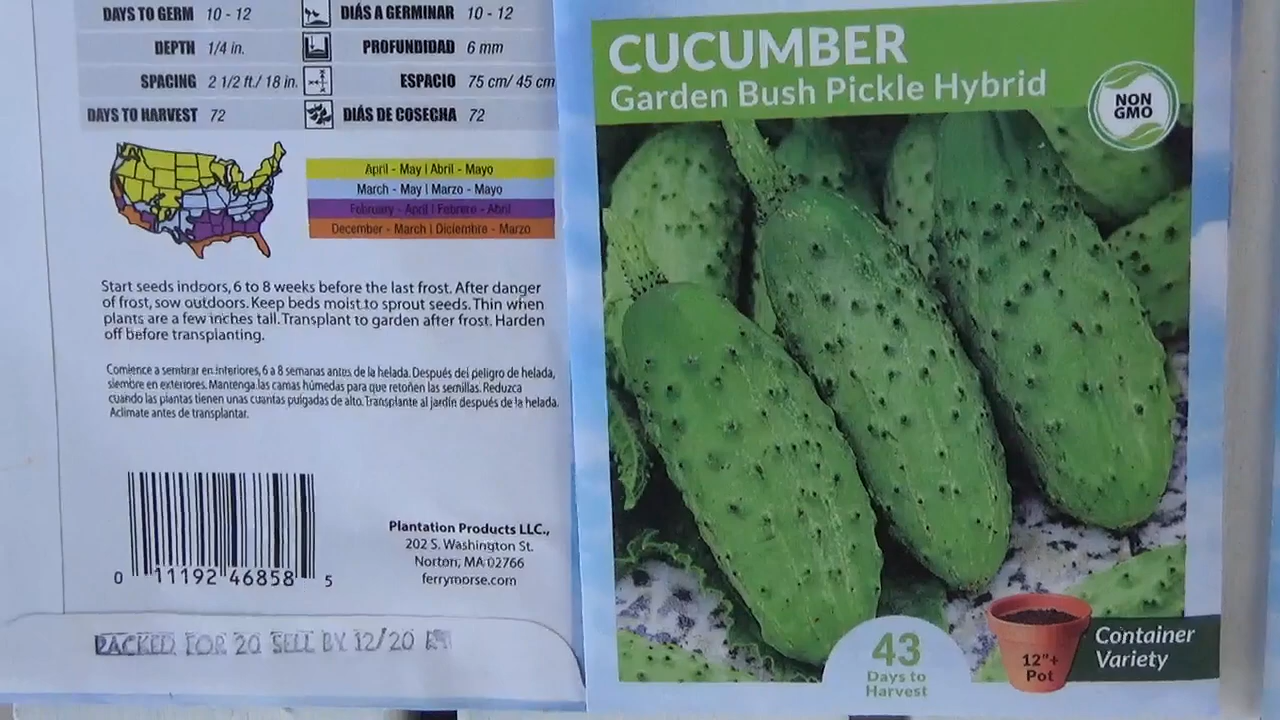 DAYS TO GERM 10 - 12 DIÁS A GERMINAR 10 - 12
DEPTH 1/4 in. PROFUNDIDAD 6 mm
SPACING 2 1/2 ft./ 18 in. ESPACIO 75 cm/ 45 cm
DAYS TO HARVEST 72 DIÁS DE COSECHA 72
April - May | Abril - Mayo
March - May | Marzo - Mayo
February - April | Febrero - Abril
December - March | Diciembre - Marzo
Start seeds indoors, 6 to 8 weeks before the last frost. After danger
of frost, sow outdoors. Keep beds moist to sprout seeds. Thin when
plants are a few inches tall. Transplant to garden after frost. Harden
off before transplanting.
Comience a sembrar en interiores, 6 a 8 semanas antes de la helada. Después del peligro de helada,
siembre en exteriores. Mantenga las camas húmedas para que retoñen las semillas. Reduzca
cuando las plantas tienen unas cuantas pulgadas de alto. Transplante al jardín después de la helada.
Aclimate antes de transplantar.
0 11192 46858 5
Plantation Products LLC.,
202 S. Washington St.
Norton, MA 02766
ferrymorse.com
PACKED FOR 20 SELL BY 12/20
CUCUMBER
Garden Bush Pickle Hybrid
NON
GMO
43
Days to
Harvest
12"+
Pot
Container
Variety